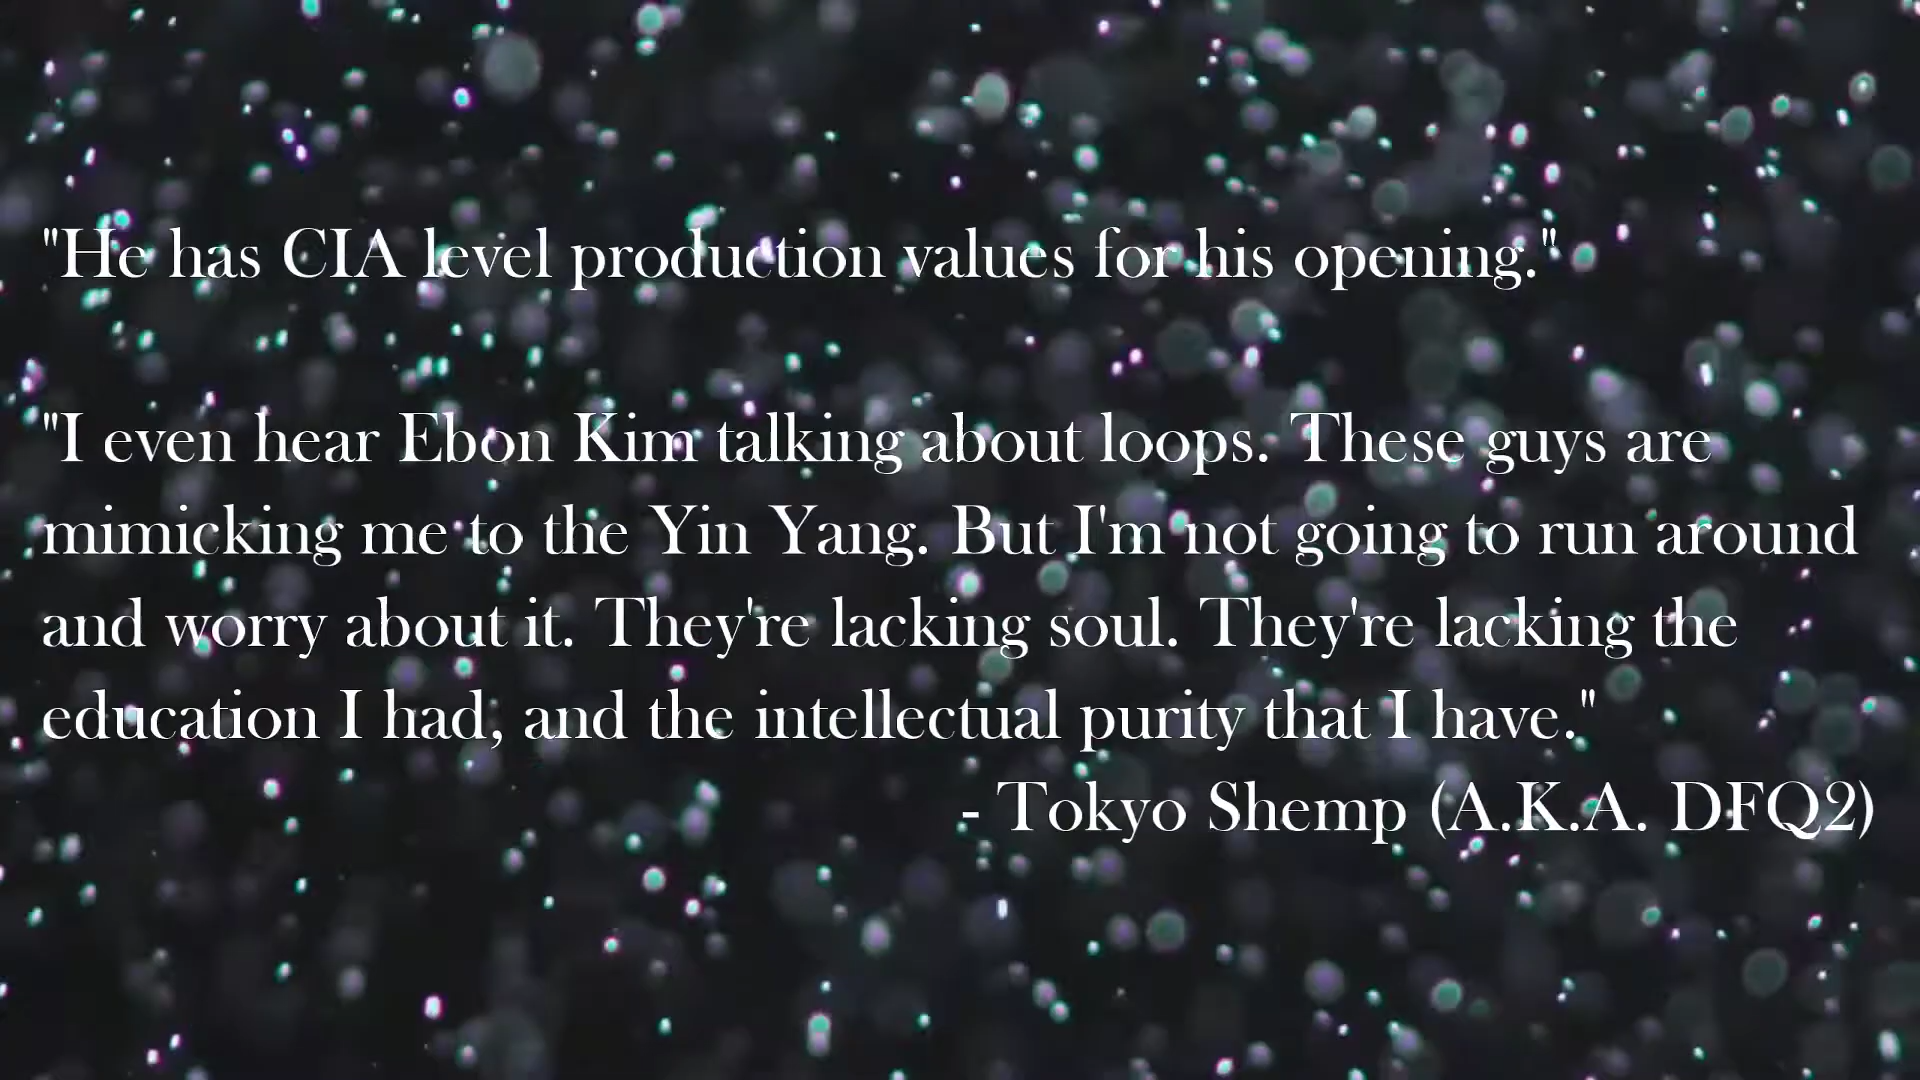 "He has CIA level production values for his opening."
"I even hear Ebon Kim talking about loops. These guys are
mimicking me to the Yin Yang. But I'm not going to run around
and worry about it. They're lacking soul. They're lacking the
education I had, and the intellectual purity that I have."
- Tokyo Shemp (A.K.A. DFQ2)